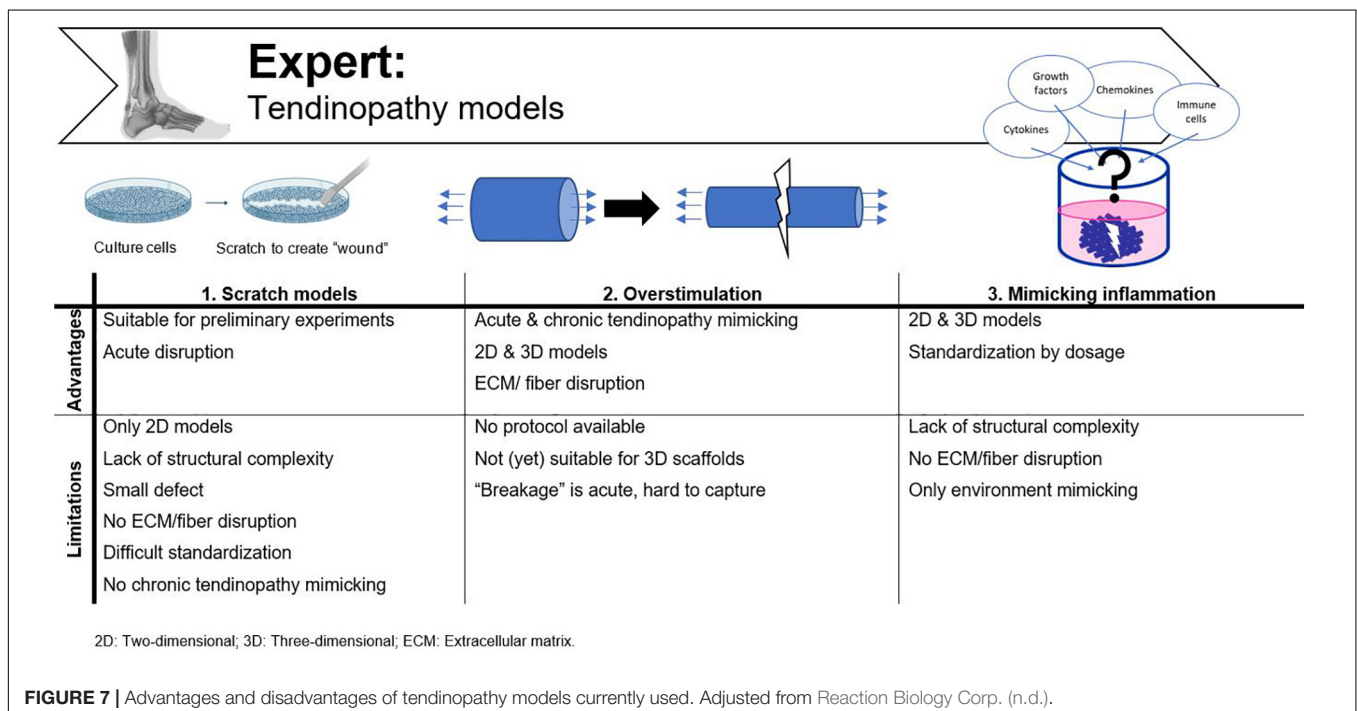 Expert:
Tendinopathy models
Growth
factors
Chemokines
Immune
cells
Cytokines
?
Culture cells
Scratch to create "wound"
1. Scratch models
2. Overstimulation
3. Mimicking inflammation
Advantages
Suitable for preliminary experiments
Acute disruption
Acute & chronic tendinopathy mimicking
2D & 3D models
ECM/ fiber disruption
2D & 3D models
Standardization by dosage
Limitations
Only 2D models
Lack of structural complexity
Small defect
No ECM/fiber disruption
Difficult standardization
No chronic tendinopathy mimicking
No protocol available
Not (yet) suitable for 3D scaffolds
“Breakage” is acute, hard to capture
Lack of structural complexity
No ECM/fiber disruption
Only environment mimicking
2D: Two-dimensional; 3D: Three-dimensional; ECM: Extracellular matrix.
FIGURE 7 | Advantages and disadvantages of tendinopathy models currently used. Adjusted from Reaction Biology Corp. (n.d.).